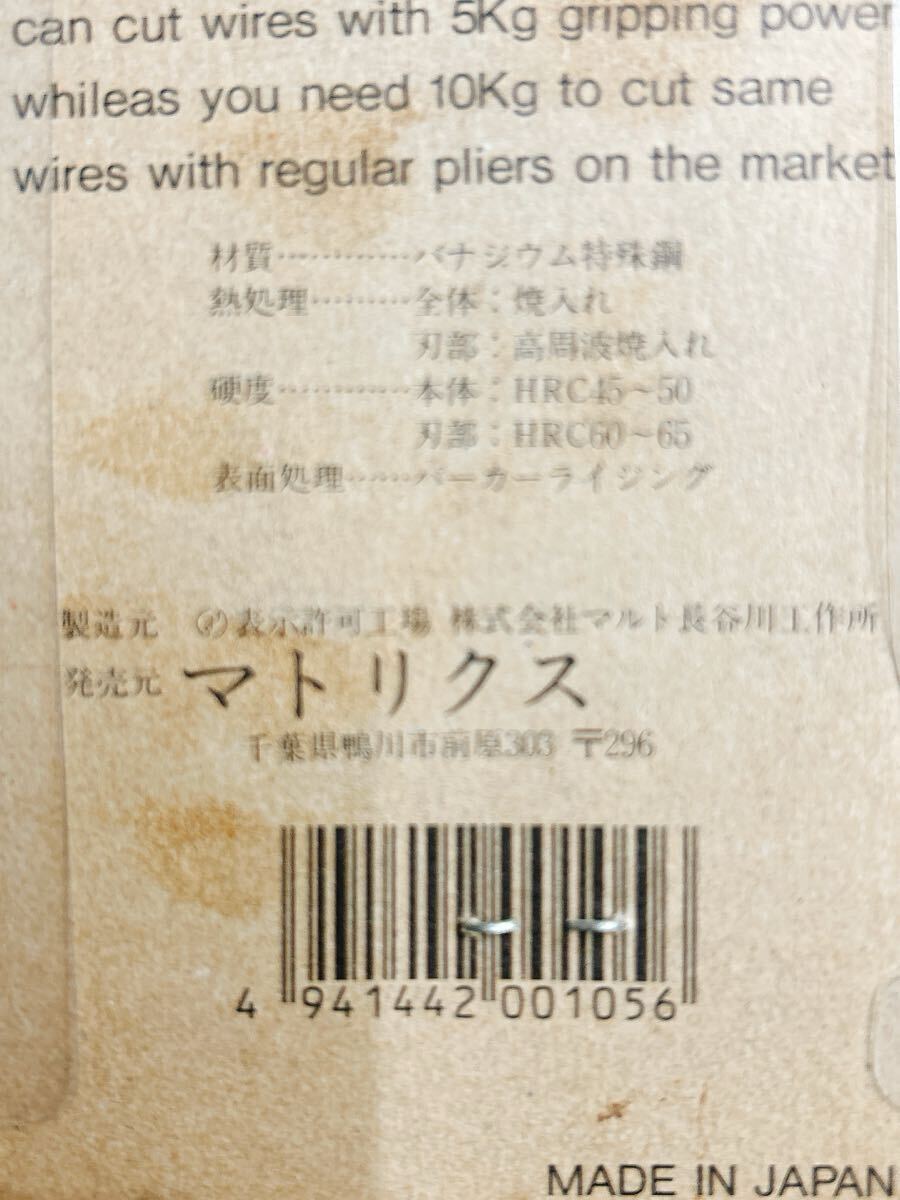 can cut wires with 5Kg gripping power
whileas you need 10Kg to cut same
wires with regular pliers on the market
材質…………バナジウム特殊鋼
熱処理………全体：焼入れ
刃部：高周波焼入れ
硬度…………本体：HRC45～50
刃部：HRC60～65
表面処理……パーカーライジング
製造元 表示許可工場 株式会社マルト長谷川工作所
発売元 マトリクス
千葉県鴨川市前原303 〒296
4 941442 001056
MADE IN JAPAN